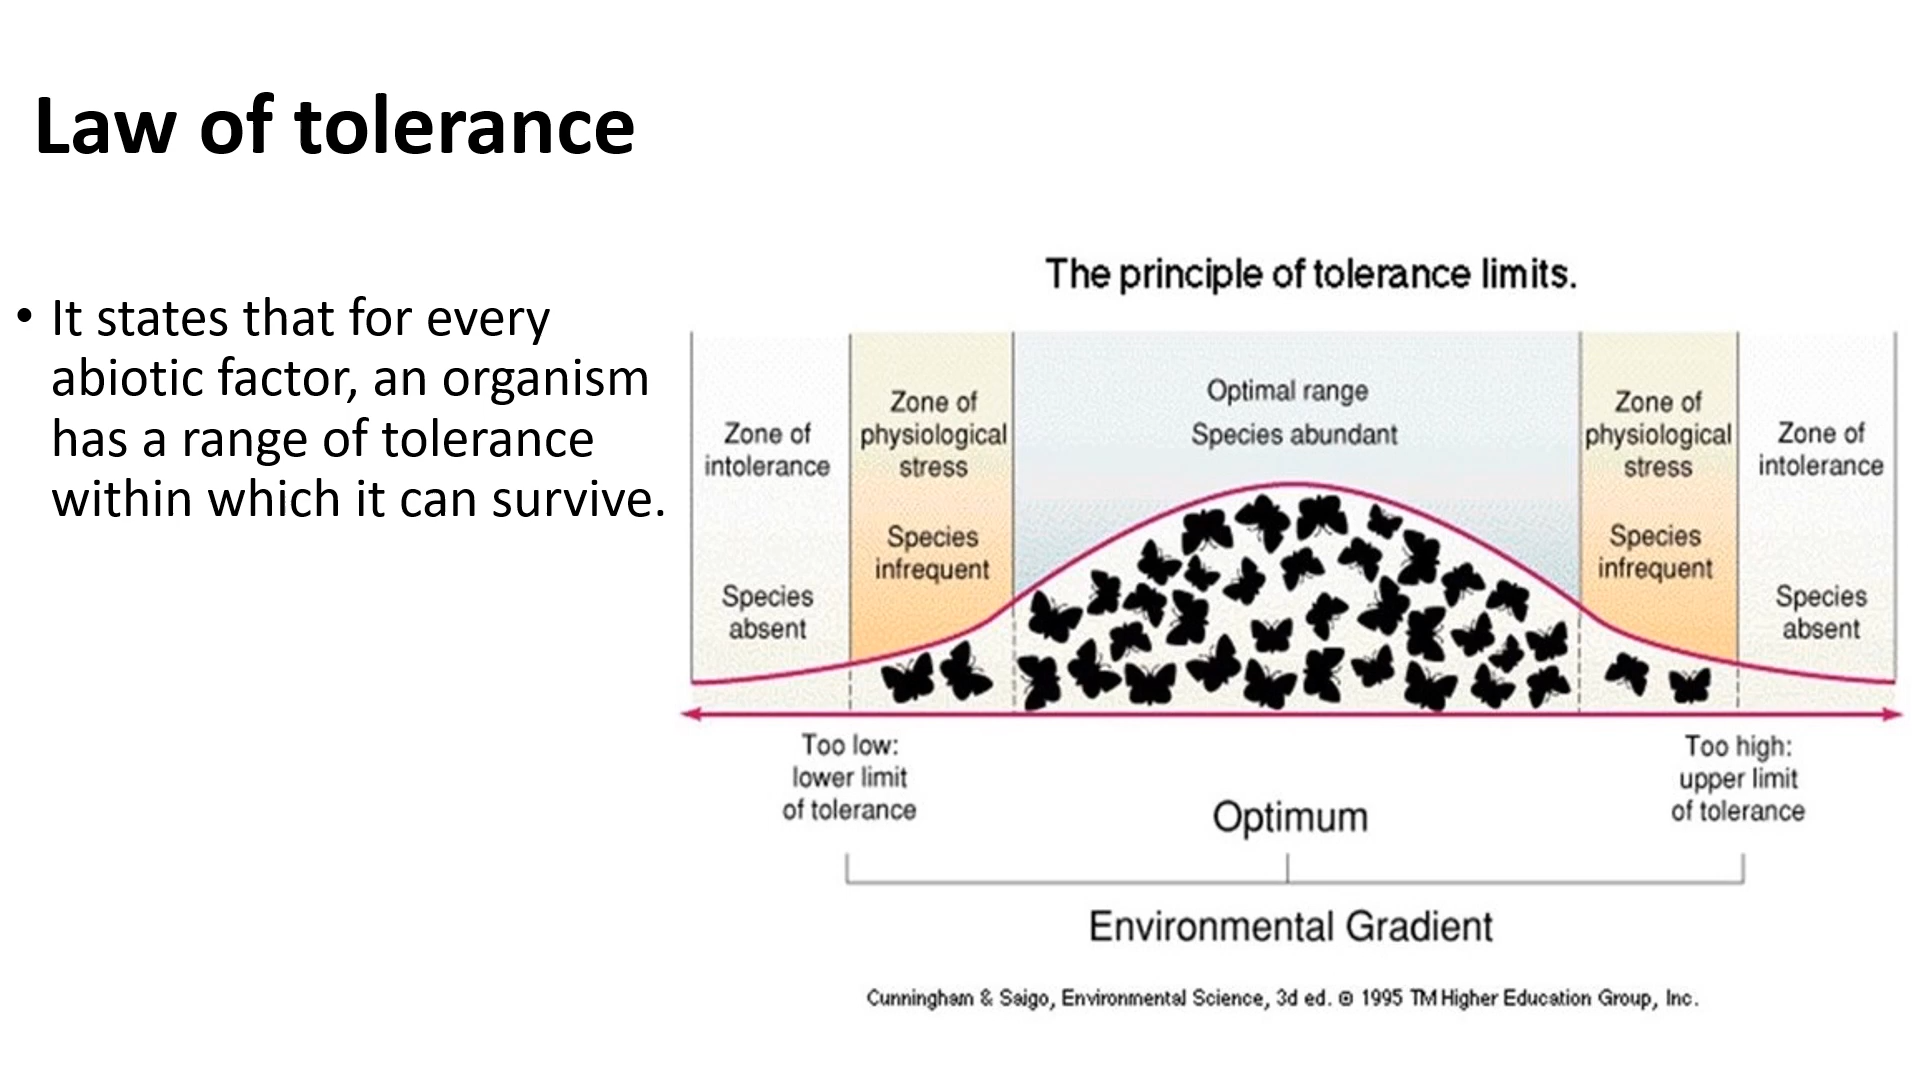 Law of tolerance
• It states that for every
abiotic factor, an organism
has a range of tolerance
within which it can survive.
The principle of tolerance limits.
Zone of
intolerance
Species
absent
Zone of
physiological
stress
Species
infrequent
Optimal range
Species abundant
Zone of
physiological
stress
Species
infrequent
Zone of
intolerance
Species
absent
Too low:
lower limit
of tolerance
Optimum
Too high:
upper limit
of tolerance
Environmental Gradient
Cunningham & Saigo, Environmental Science, 3d ed. © 1995 TM Higher Education Group, Inc.